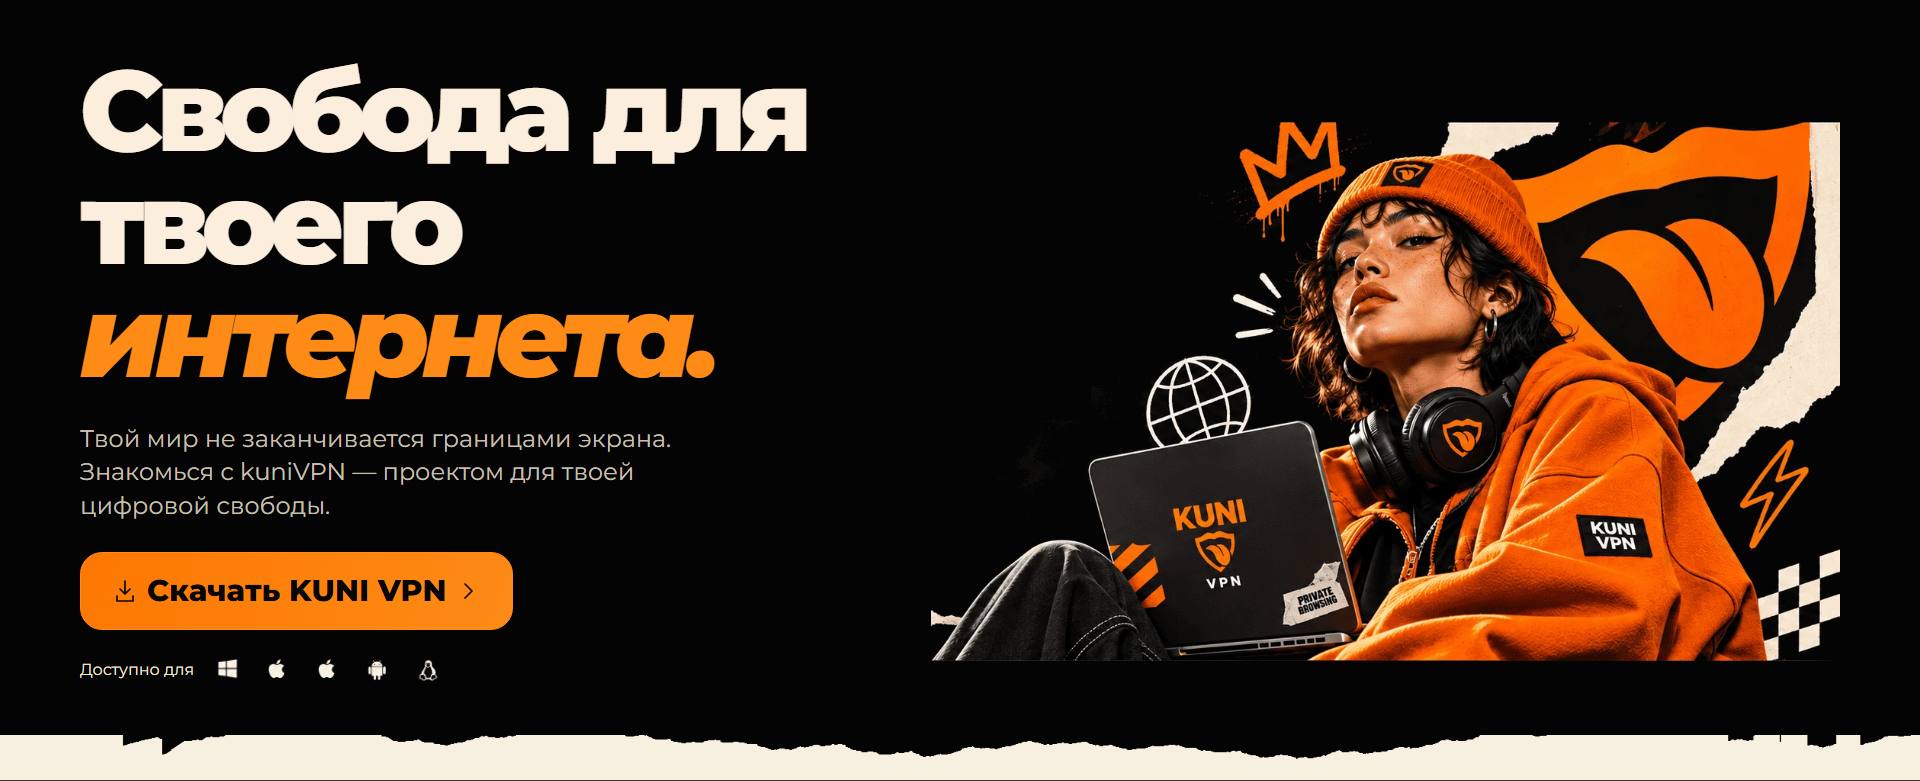 Свобода для
твоего
интернета.
Твой мир не заканчивается границами экрана.
Знакомься с kuniVPN — проектом для твоей
цифровой свободы.
Скачать KUNI VPN
Доступно для
KUNI
VPN
PRIVATE
BROWSING
KUNI
VPN